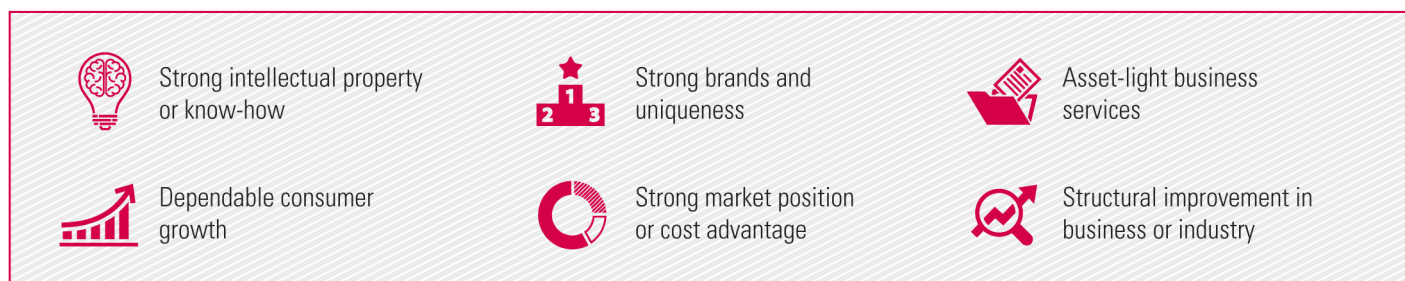 Strong intellectual property
or know-how
1
2 3
Strong brands and
uniqueness
Asset-light business
services
Dependable consumer
growth
Strong market position
or cost advantage
Structural improvement in
business or industry